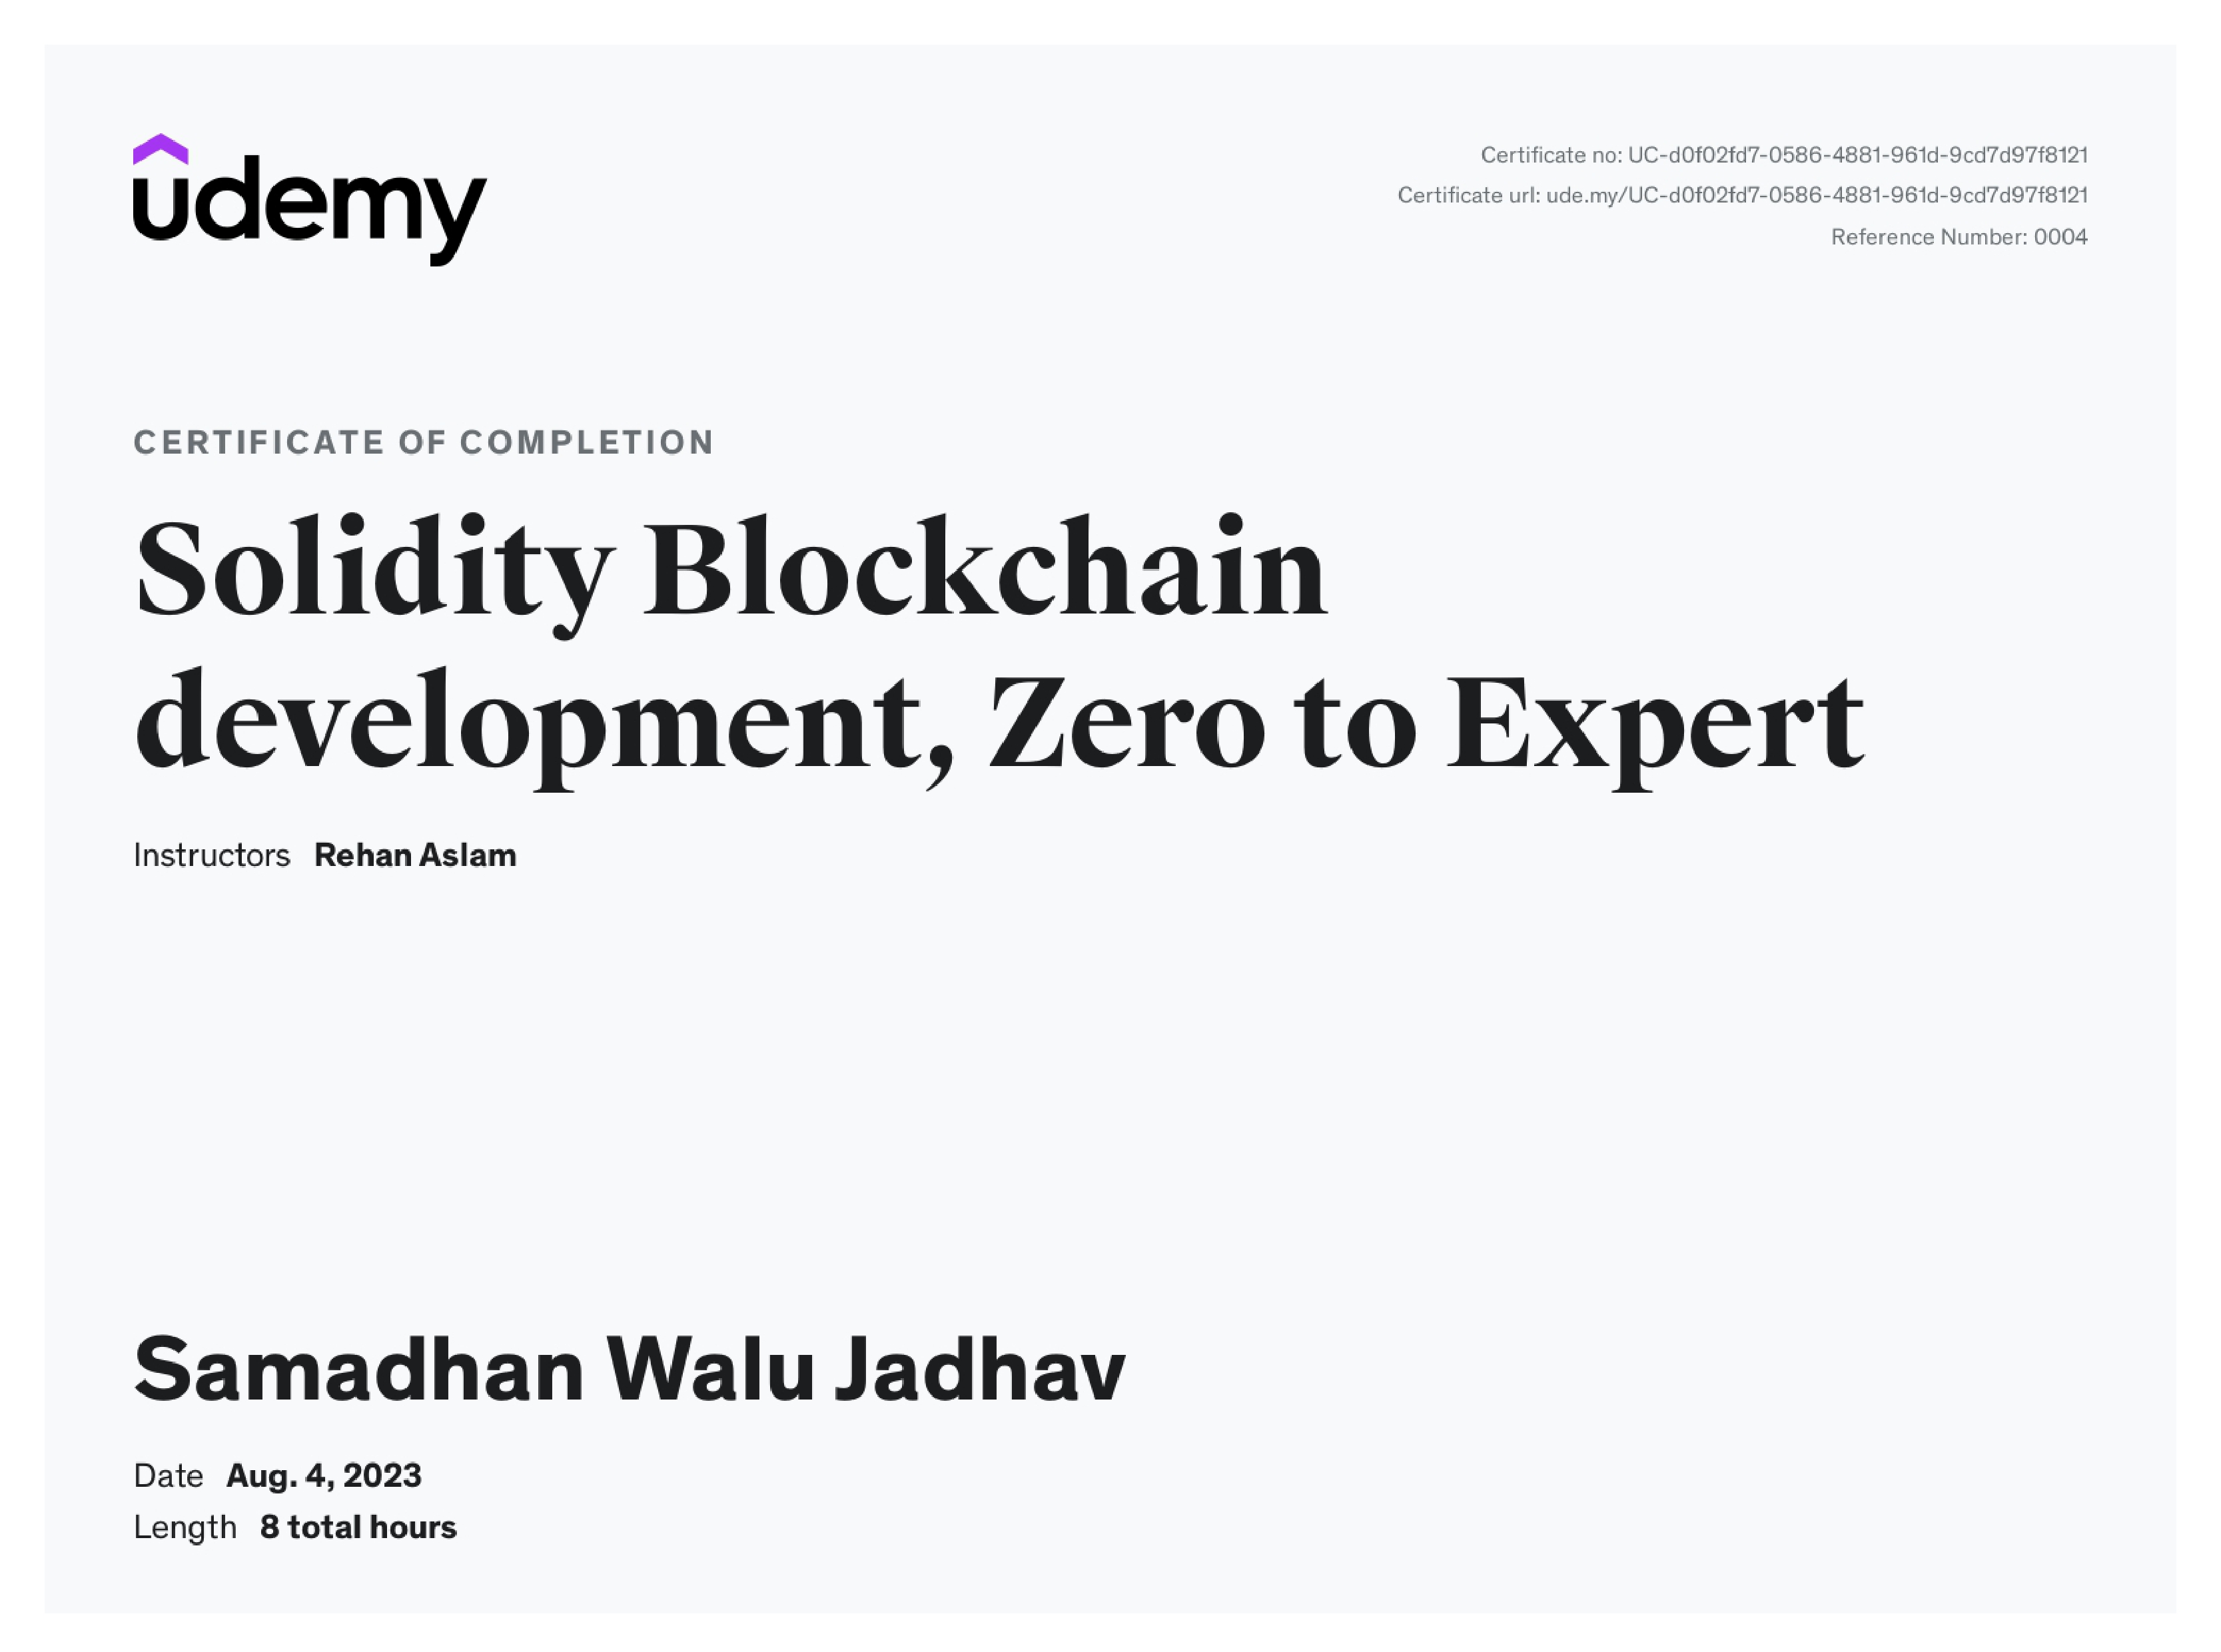 udemy
Certificate no: UC-d0f02fd7-0586-4881-961d-9cd7d97f8121
Certificate url: ude.my/UC-d0f02fd7-0586-4881-961d-9cd7d97f8121
Reference Number: 0004
CERTIFICATE OF COMPLETION
Solidity Blockchain
development, Zero to Expert
Instructors Rehan Aslam
Samadhan Walu Jadhav
Date Aug. 4, 2023
Length 8 total hours